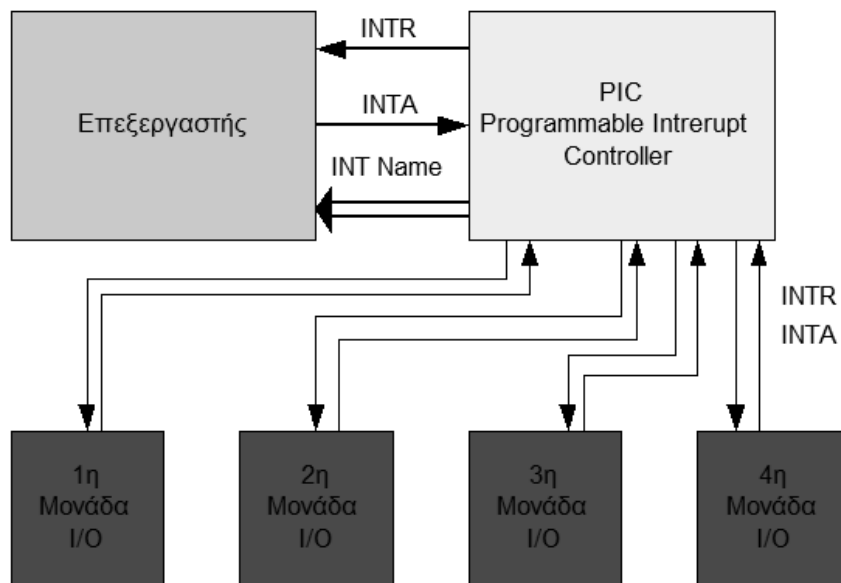 INTR
Επεξεργαστής
INTA
INT Name
PIC
Programmable Intrerupt
Controller
INTR
INTA
1η
Μονάδα
I/O
2η
Μονάδα
I/O
3η
Μονάδα
I/O
4η
Μονάδα
I/O